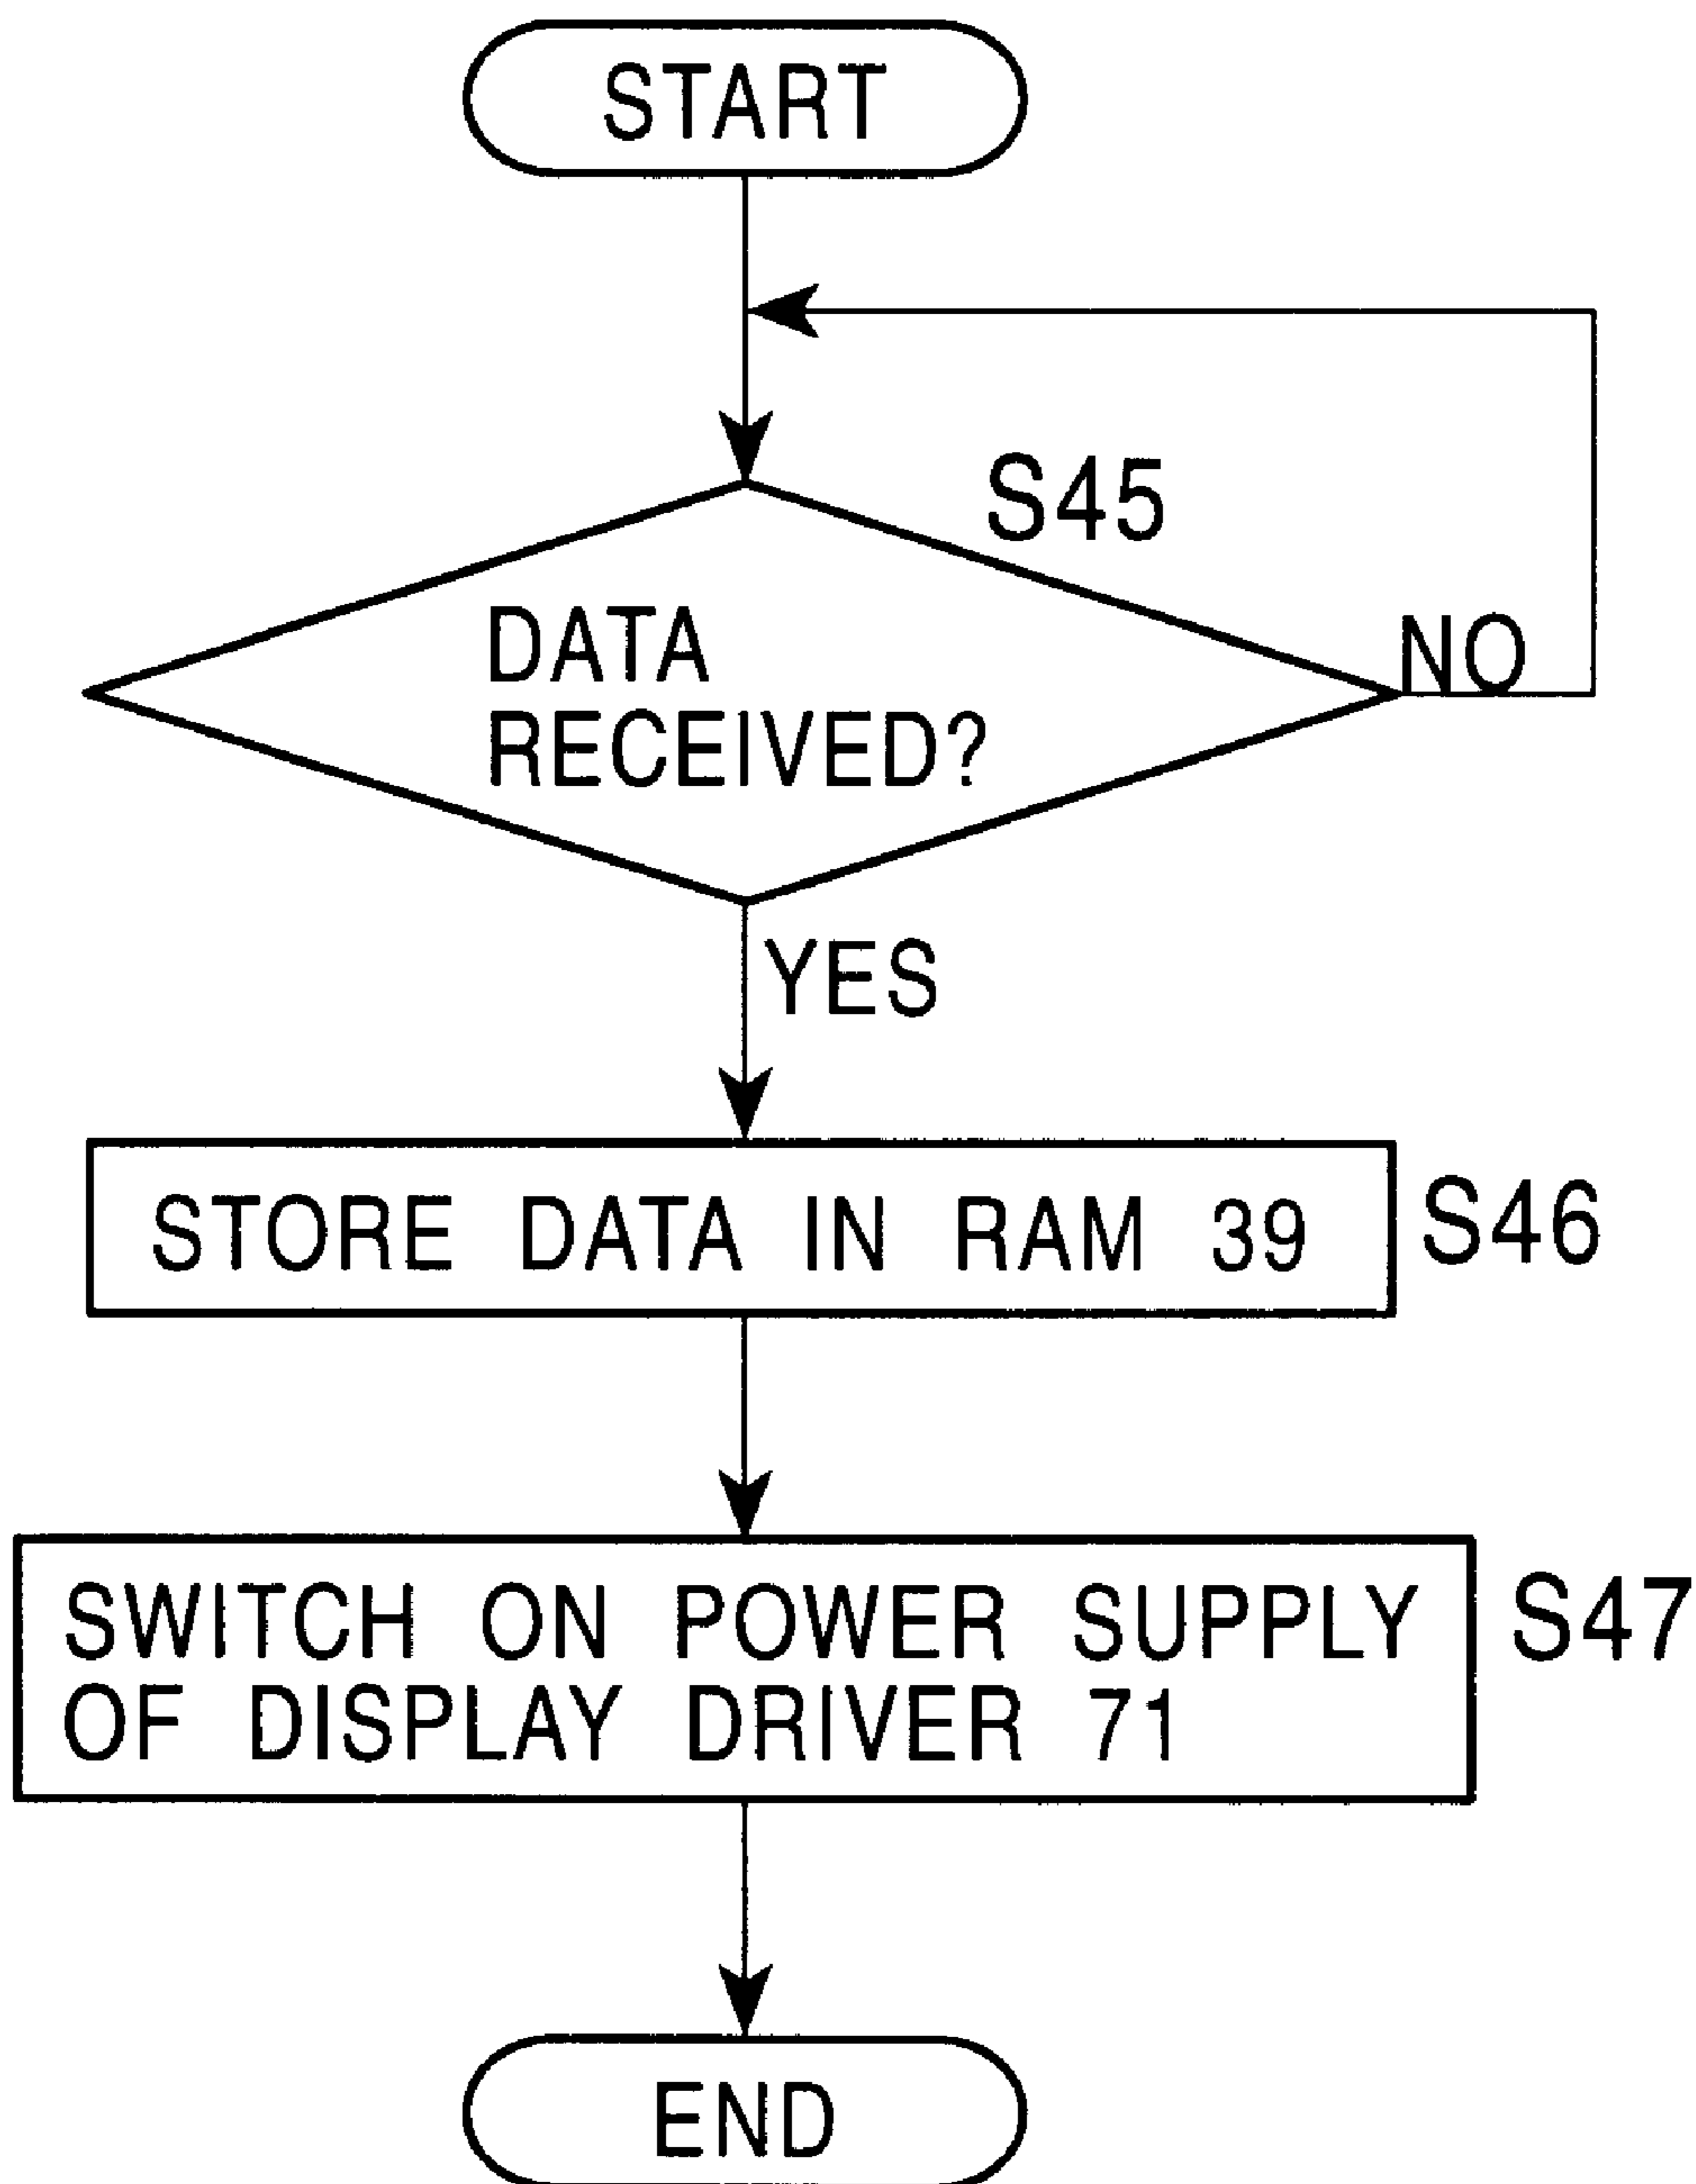 START
S45
DATA
RECEIVED?
NO
YES
STORE DATA IN RAM 39
S46
SWITCH ON POWER SUPPLY
OF DISPLAY DRIVER 71
S47
END